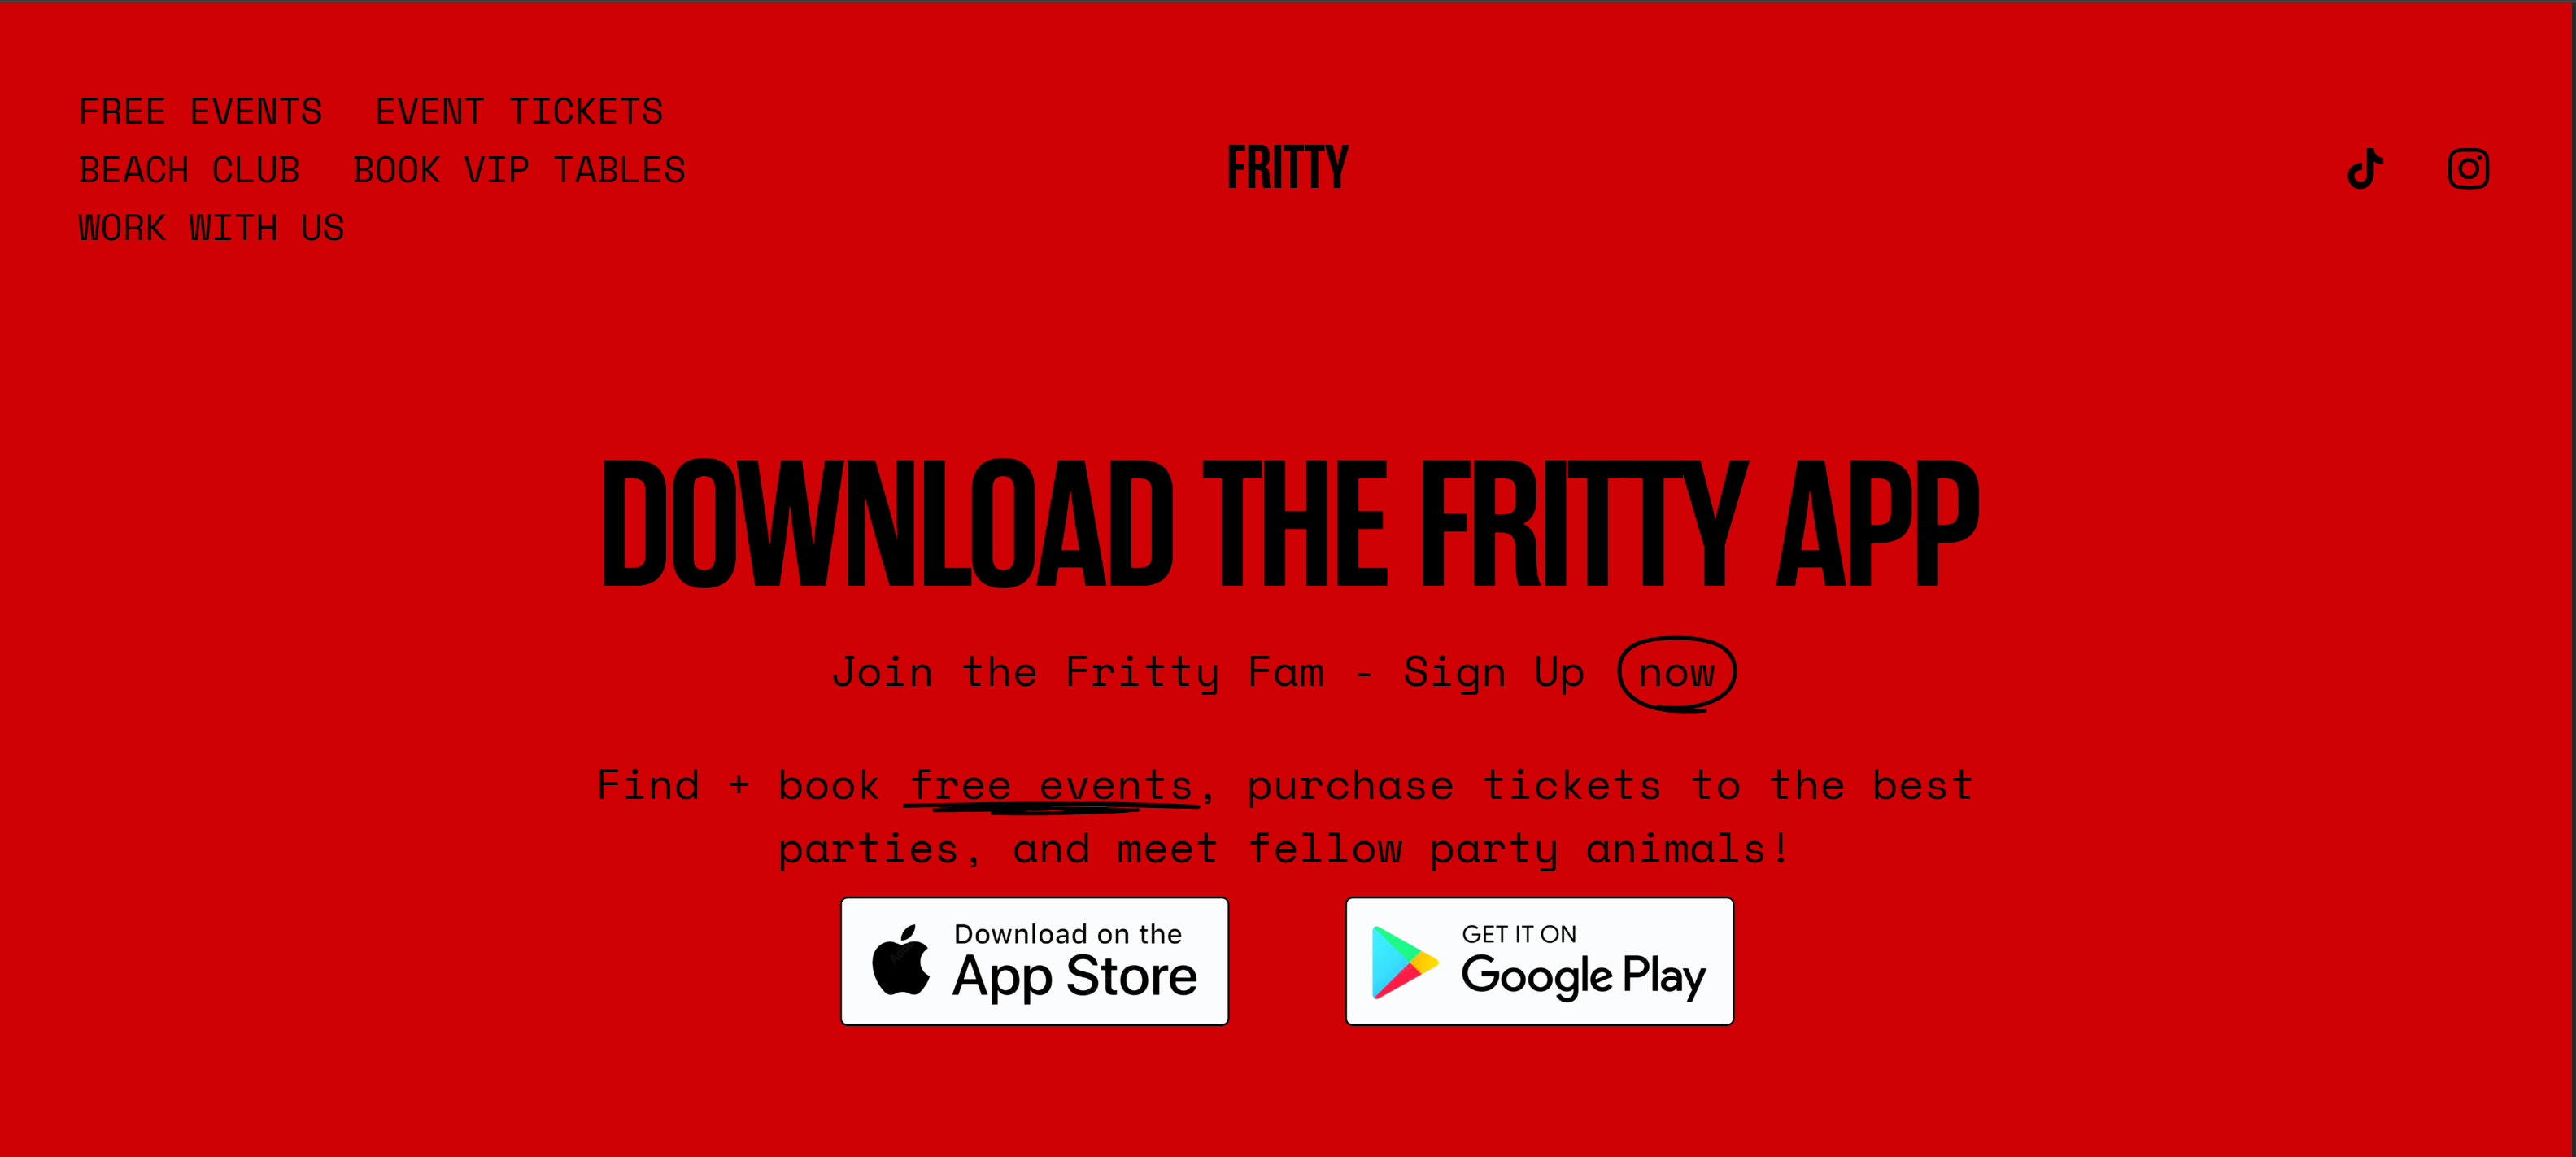 FREE EVENTS EVENT TICKETS
BEACH CLUB BOOK VIP TABLES
WORK WITH US
FRITTY
DOWNLOAD THE FRITTY APP
Join the Fritty Fam - Sign Up now
Find + book free events, purchase tickets to the best
parties, and meet fellow party animals!
Download on the
App Store
GET IT ON
Google Play